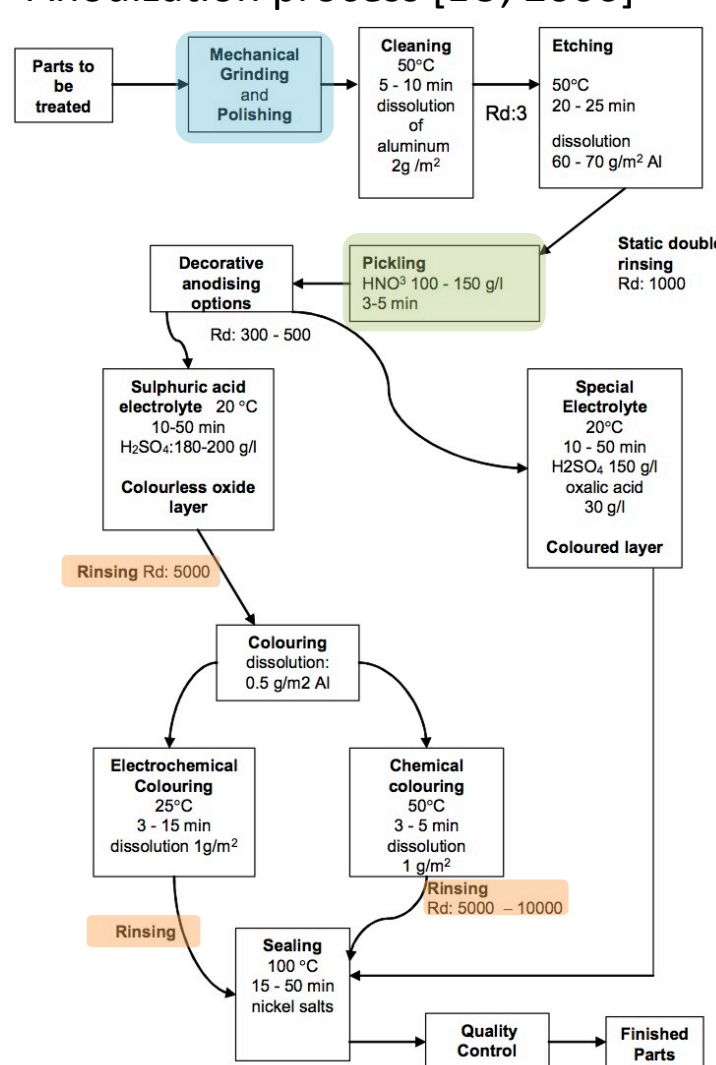 Parts to
be
treated
Mechanical
Grinding
and
Polishing
Cleaning
50°C
5 - 10 min
dissolution
of
aluminum
2g /m²
Rd:3
Etching
50°C
20 - 25 min
dissolution
60 - 70 g/m² Al
Static double
rinsing
Rd: 1000
Pickling
HNO³ 100 - 150 g/l
3-5 min
Decorative
anodising
options
Rd: 300 - 500
Sulphuric acid
electrolyte 20 °C
10-50 min
H₂SO₄:180-200 g/l
Colourless oxide
layer
Special
Electrolyte
20°C
10 - 50 min
H2SO₄ 150 g/l
oxalic acid
30 g/l
Coloured layer
Rinsing Rd: 5000
Colouring
dissolution:
0.5 g/m2 Al
Electrochemical
Colouring
25°C
3 - 15 min
dissolution 1g/m²
Chemical
colouring
50°C
3 - 5 min
dissolution
1 g/m²
Rinsing
Rd: 5000 – 10000
Rinsing
Sealing
100 °C
15 - 50 min
nickel salts
Quality
Control
Finished
Parts